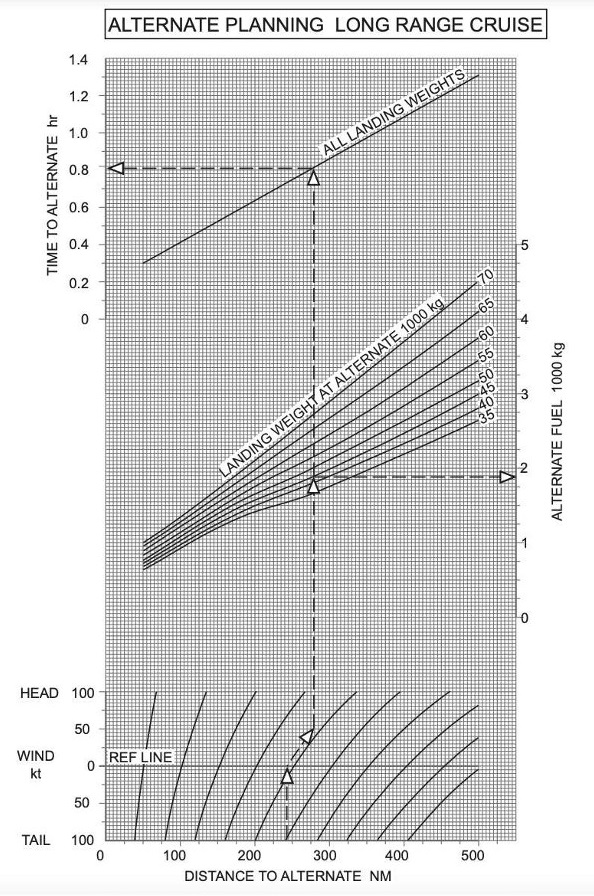 ALTERNATE PLANNING LONG RANGE CRUISE
TIME TO ALTERNATE hr
1.4
1.2
1.0
0.8
0.6
0.4
0.2
0
ALL LANDING WEIGHTS
LANDING WEIGHT AT ALTERNATE 1000 kg
70
65
60
55
50
45
40
35
5
4
3
2
1
0
ALTERNATE FUEL 1000 kg
HEAD 100
50
WIND kt
0
REF LINE
50
TAIL 100
0 100 200 300 400 500
DISTANCE TO ALTERNATE NM